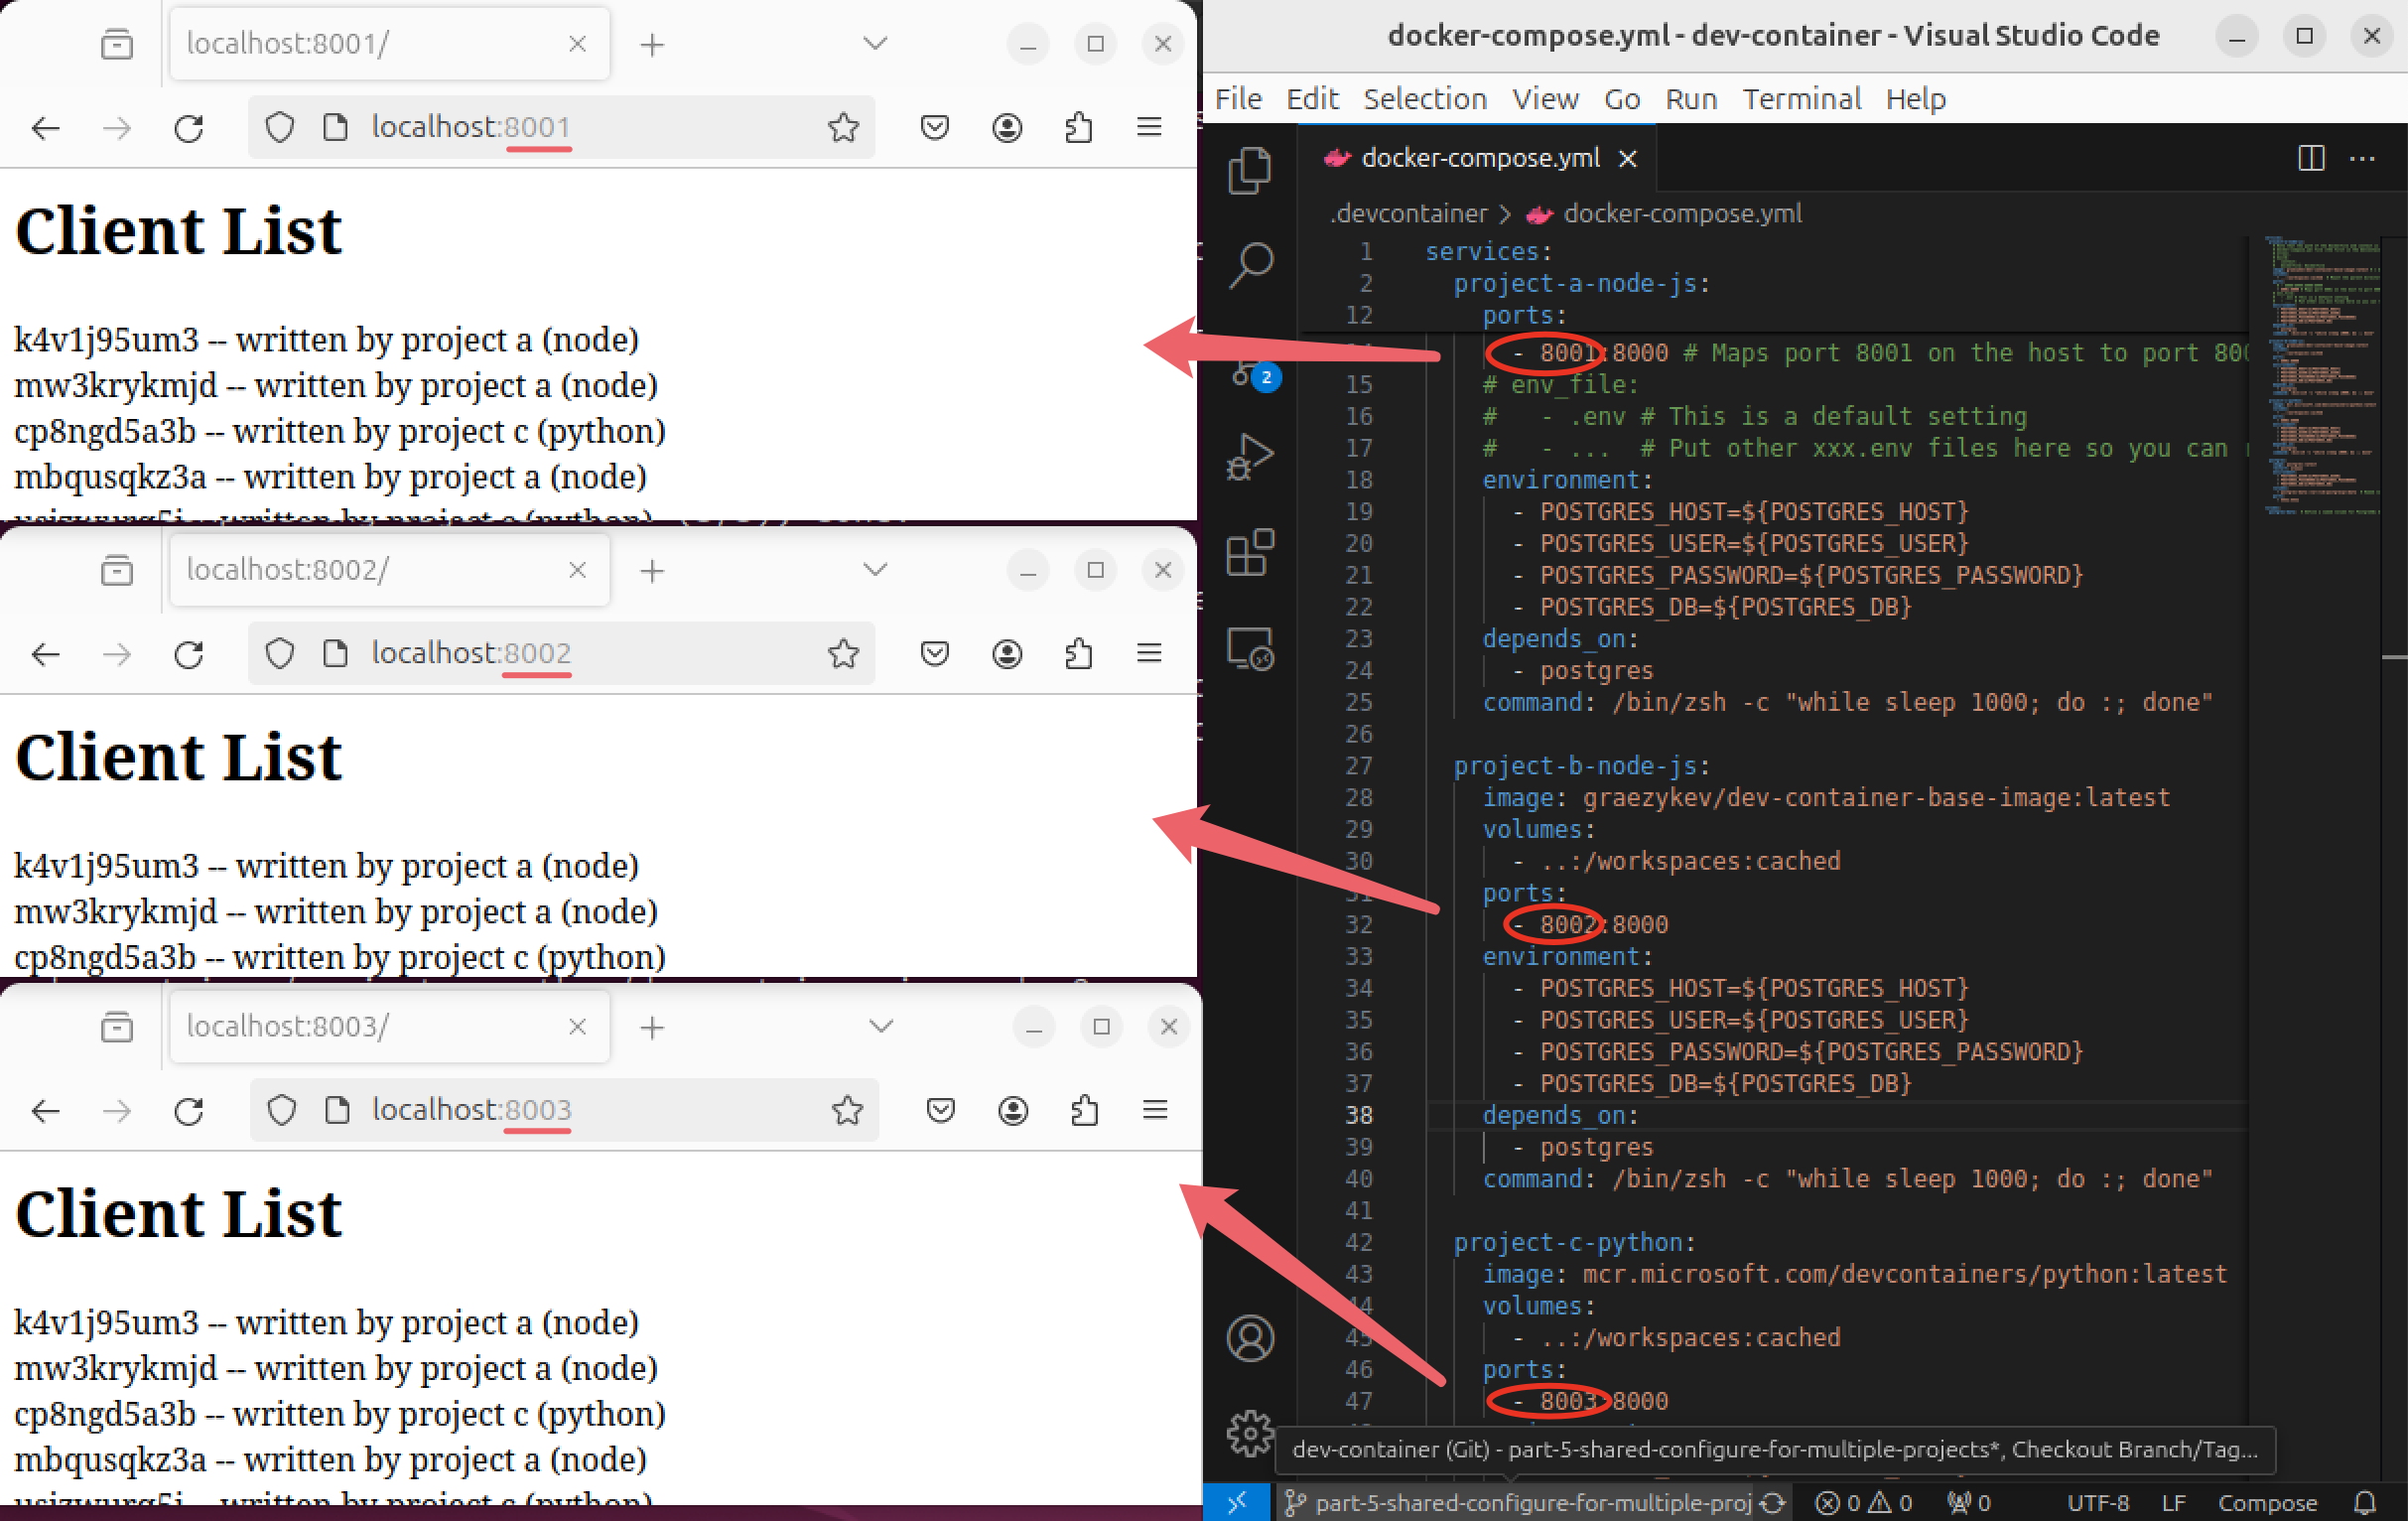 localhost:8001/
localhost:8001
Client List
k4v1j95um3 -- written by project a (node)
mw3krykmjd -- written by project a (node)
cp8ngd5a3b -- written by project c (python)
mbqusqkz3a -- written by project a (node)
localhost:8002/
localhost:8002
Client List
k4v1j95um3 -- written by project a (node)
mw3krykmjd -- written by project a (node)
cp8ngd5a3b -- written by project c (python)
localhost:8003/
localhost:8003
Client List
k4v1j95um3 -- written by project a (node)
mw3krykmjd -- written by project a (node)
cp8ngd5a3b -- written by project c (python)
mbqusqkz3a -- written by project a (node)
written by project c (python)
docker-compose.yml - dev-container - Visual Studio Code
File Edit Selection View Go Run Terminal Help
docker-compose.yml
.devcontainer > docker-compose.yml
1 services:
2 project-a-node-js:
12 ports:
- 8001:8000 # Maps port 8001 on the host to port 800
15 # env_file:
16 #   - .env # This is a default setting
17 #   - ...  # Put other xxx.env files here so you can
18 environment:
19 - POSTGRES_HOST=${POSTGRES_HOST}
20 - POSTGRES_USER=${POSTGRES_USER}
21 - POSTGRES_PASSWORD=${POSTGRES_PASSWORD}
22 - POSTGRES_DB=${POSTGRES_DB}
23 depends_on:
24 - postgres
25 command: /bin/zsh -c "while sleep 1000; do :; done"
26
27 project-b-node-js:
28 image: graezykev/dev-container-base-image:latest
29 volumes:
30 - ..:/workspaces:cached
31 ports:
32 - 8002:8000
33 environment:
34 - POSTGRES_HOST=${POSTGRES_HOST}
35 - POSTGRES_USER=${POSTGRES_USER}
36 - POSTGRES_PASSWORD=${POSTGRES_PASSWORD}
37 - POSTGRES_DB=${POSTGRES_DB}
38 depends_on:
39 - postgres
40 command: /bin/zsh -c "while sleep 1000; do :; done"
41
42 project-c-python:
43 image: mcr.microsoft.com/devcontainers/python:latest
44 volumes:
45 - ..:/workspaces:cached
46 ports:
47 - 8003:8000
2
dev-container (Git) - part-5-shared-configure-for-multiple-projects*, Checkout Branch/Tag...
part-5-shared-configure-for-multiple-proj 0 0 0 UTF-8 LF Compose